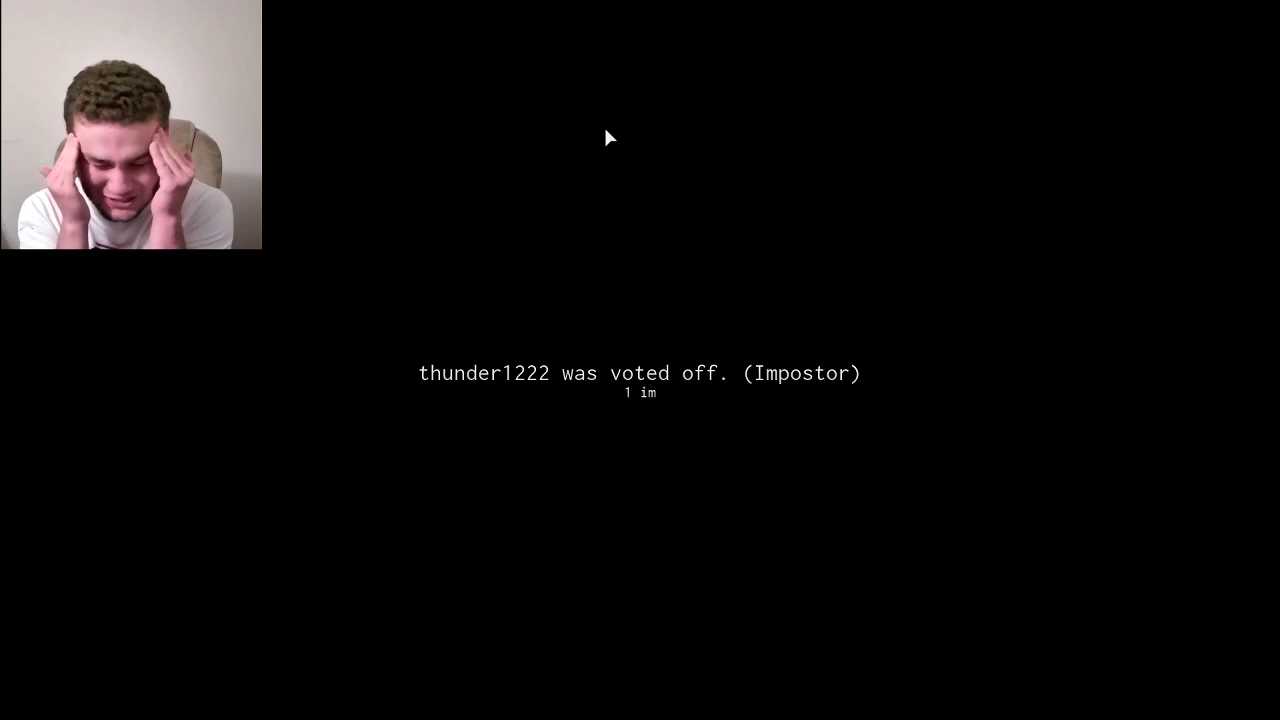 thunder1222 was voted off. (Impostor)
1 im